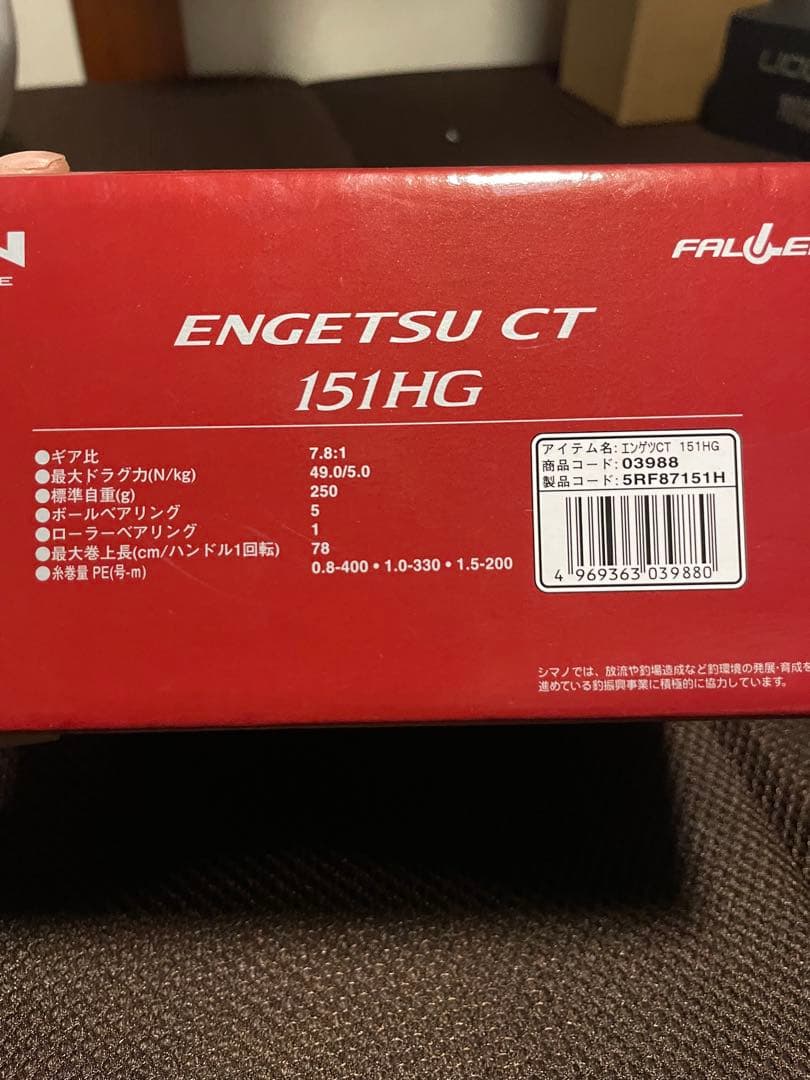 N
E
FALLEN
ENGETSU CT
151HG
●ギア比 7.8:1
●最大ドラグ力(N/kg) 49.0/5.0
●標準自重(g) 250
●ボールベアリング 5
●ローラーベアリング 1
●最大巻上長(cm/ハンドル1回転) 78
●糸巻量 PE(号-m) 0.8-400・1.0-330・1.5-200
アイテム名: エンゲツCT 151HG
商品コード: 03988
製品コード: 5RF87151H
4 969363 039880
シマノでは、放流や釣場造成など釣環境の発展・育成を
進めている釣振興事業に積極的に協力しています。